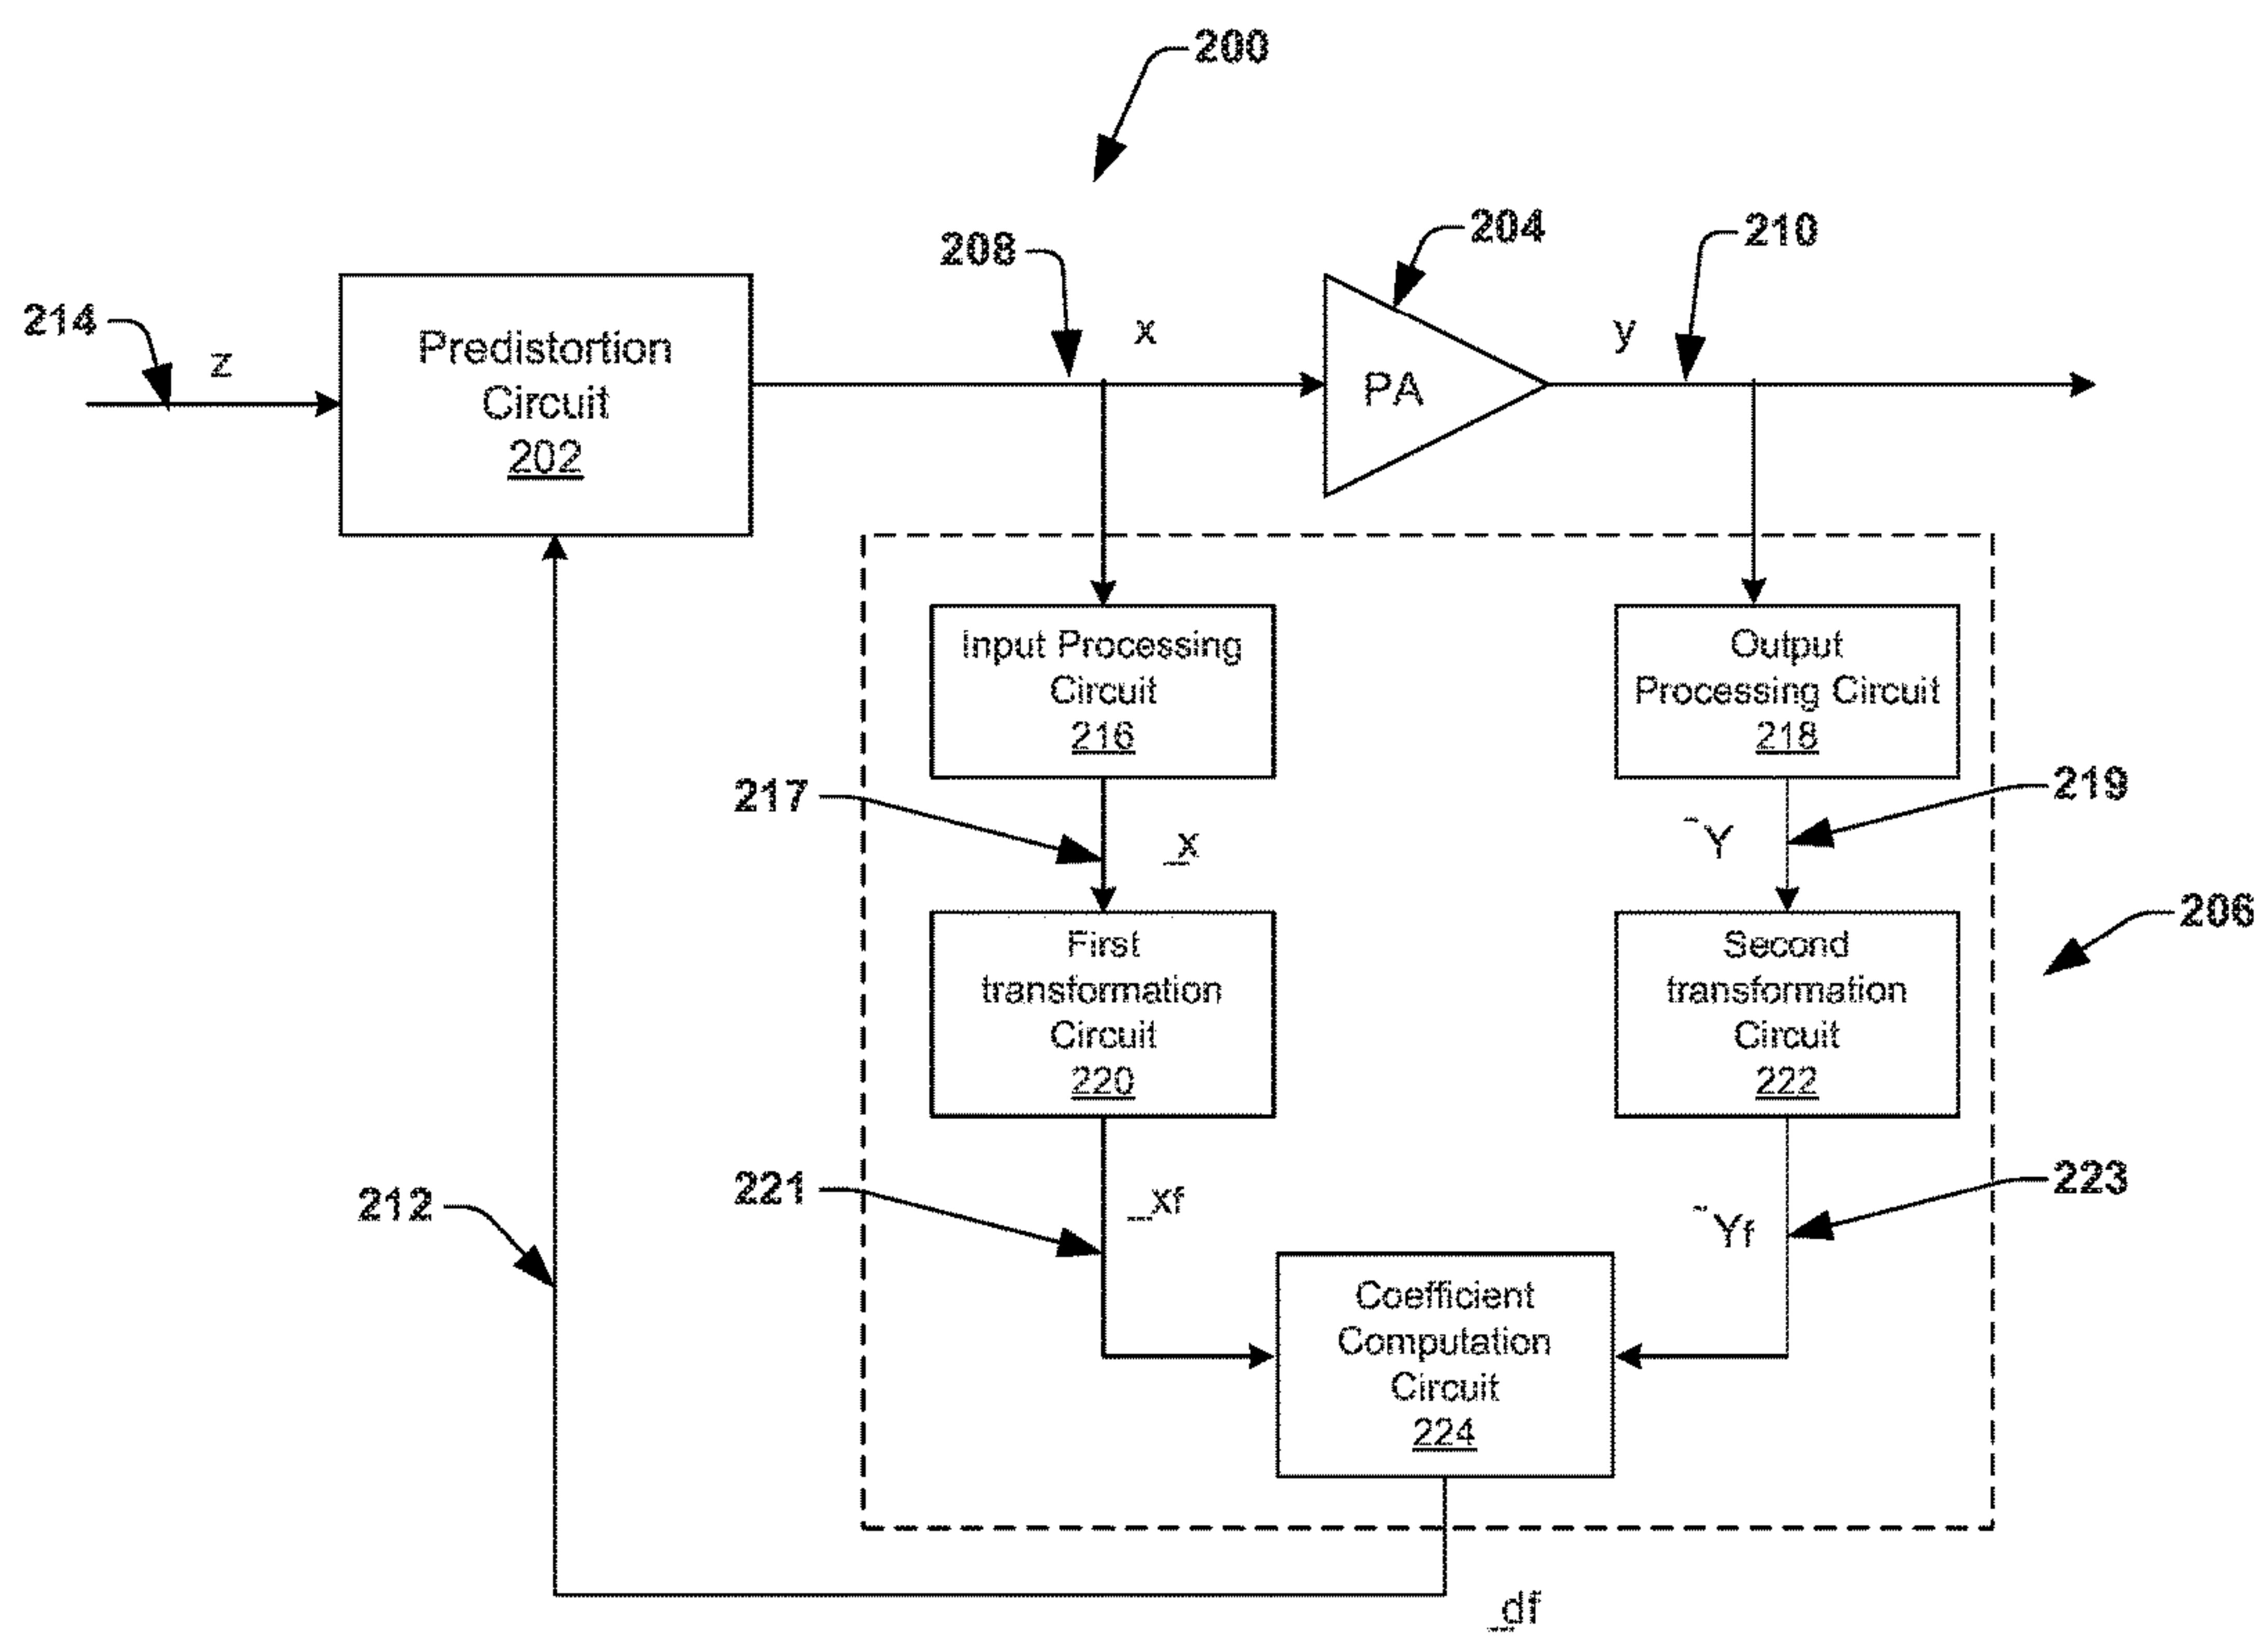 200
204
210
208
214
z
Predistortion
Circuit
202
x
PA
y
Input Processing
Circuit
216
Output
Processing Circuit
218
217
_x
~Y
219
206
First
transformation
Circuit
220
Second
transformation
Circuit
222
212
221
_xf
~Yf
223
Coefficient
Computation
Circuit
224
_df